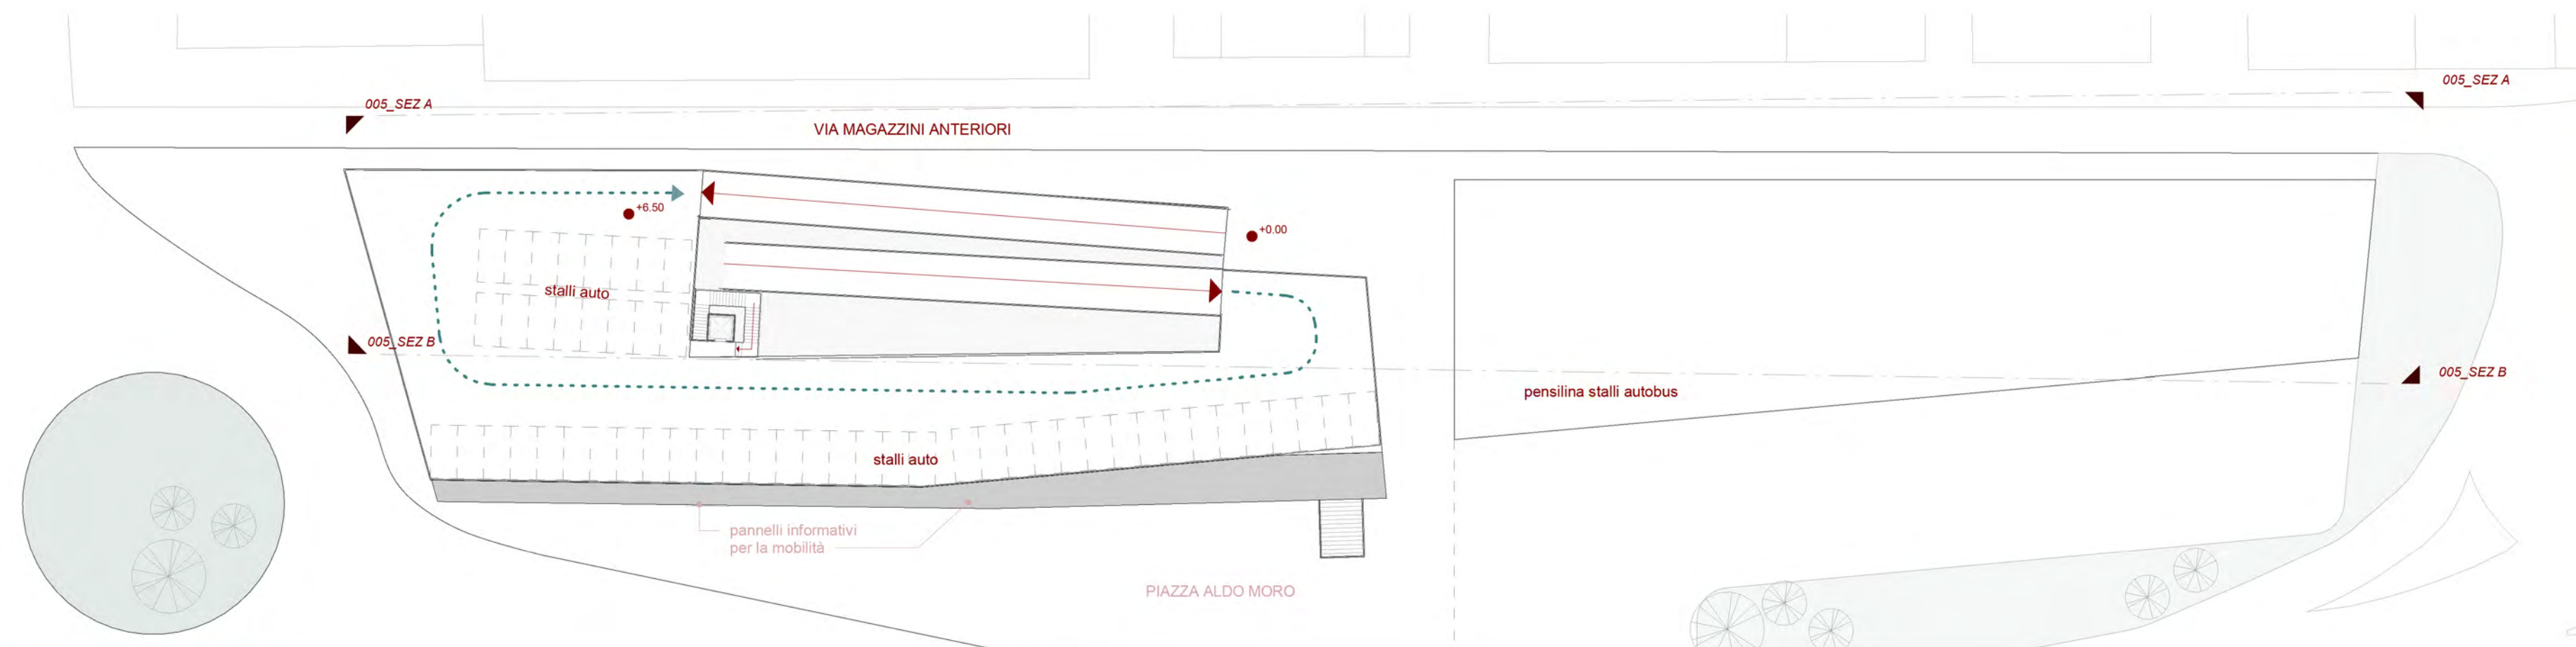 005_SEZ A
005_SEZ A
VIA MAGAZZINI ANTERIORI
+6.50
+0.00
stalli auto
005_SEZ B
005_SEZ B
pensilina stalli autobus
stalli auto
pannelli informativi
per la mobilità
PIAZZA ALDO MORO